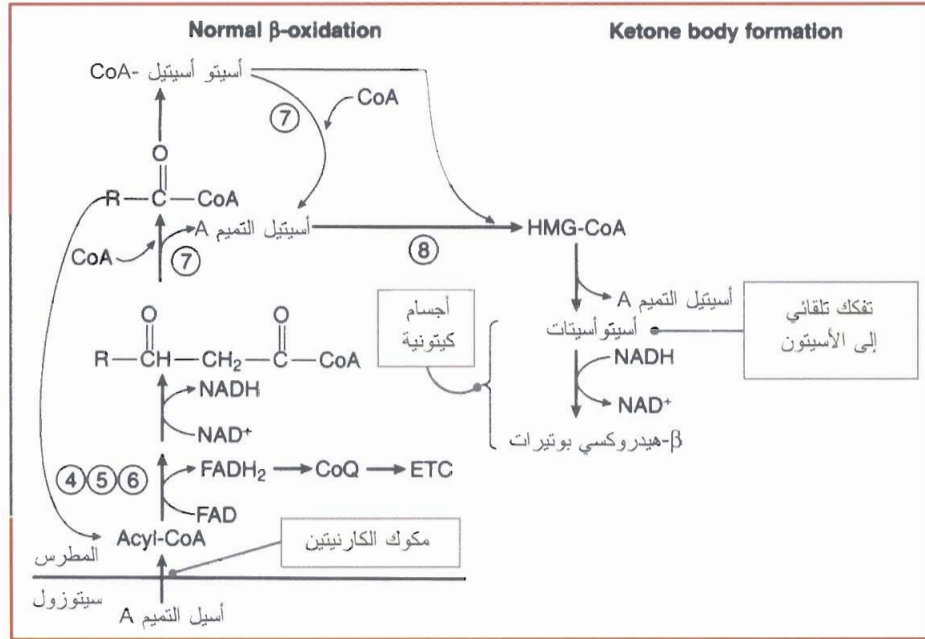 Normal β-oxidation
Ketone body formation
أسيتو أسيتيل -CoA
CoA
7
O
R—C—CoA
أسيتيل التميم A
CoA
7
8
HMG-CoA
أسيتيل التميم A
أسيتوأسيتات
NADH
NAD⁺
β-هيدروكسي بوتيرات
أجسام
كيتونية
تفكك تلقائي
إلى الأسيتون
O O
R—CH—CH₂—C—CoA
NADH
NAD⁺
4 5 6
FADH₂ CoQ ETC
FAD
Acyl-CoA
مكوك الكارنيتين
المطرس
سيتوزول
أسيل التميم A